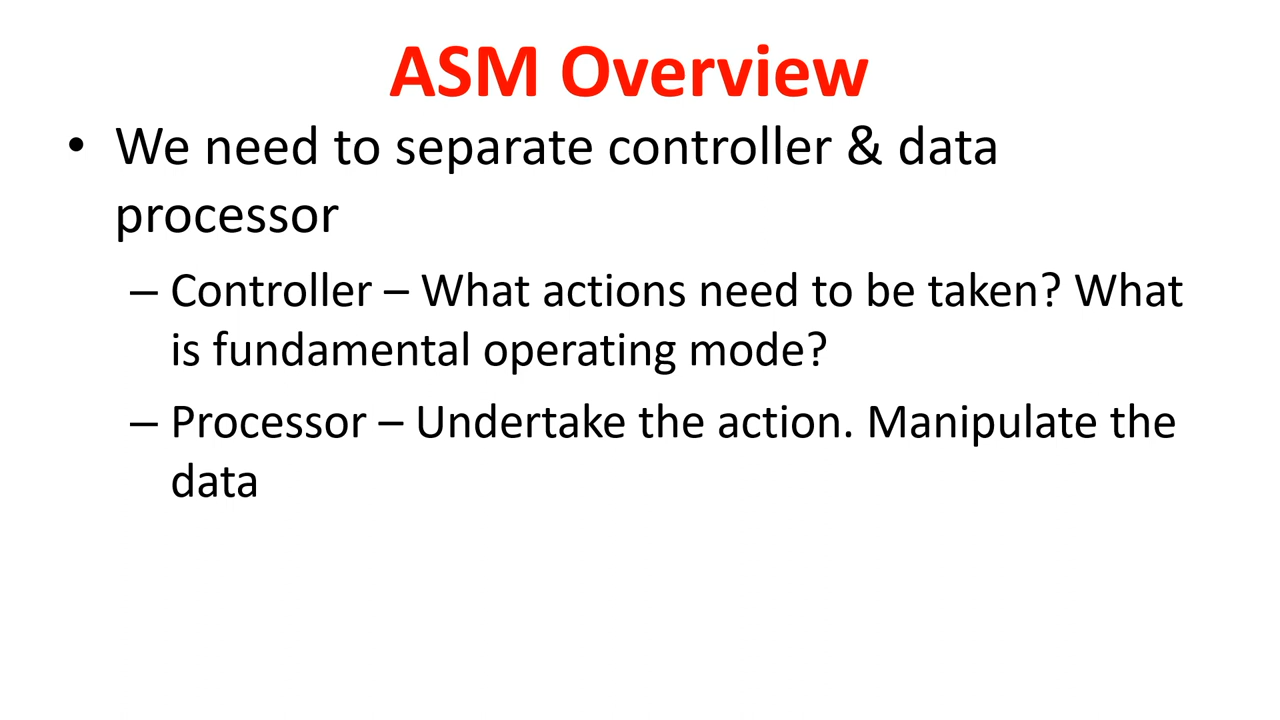 ASM Overview
• We need to separate controller & data
processor
– Controller – What actions need to be taken? What
is fundamental operating mode?
– Processor – Undertake the action. Manipulate the
data